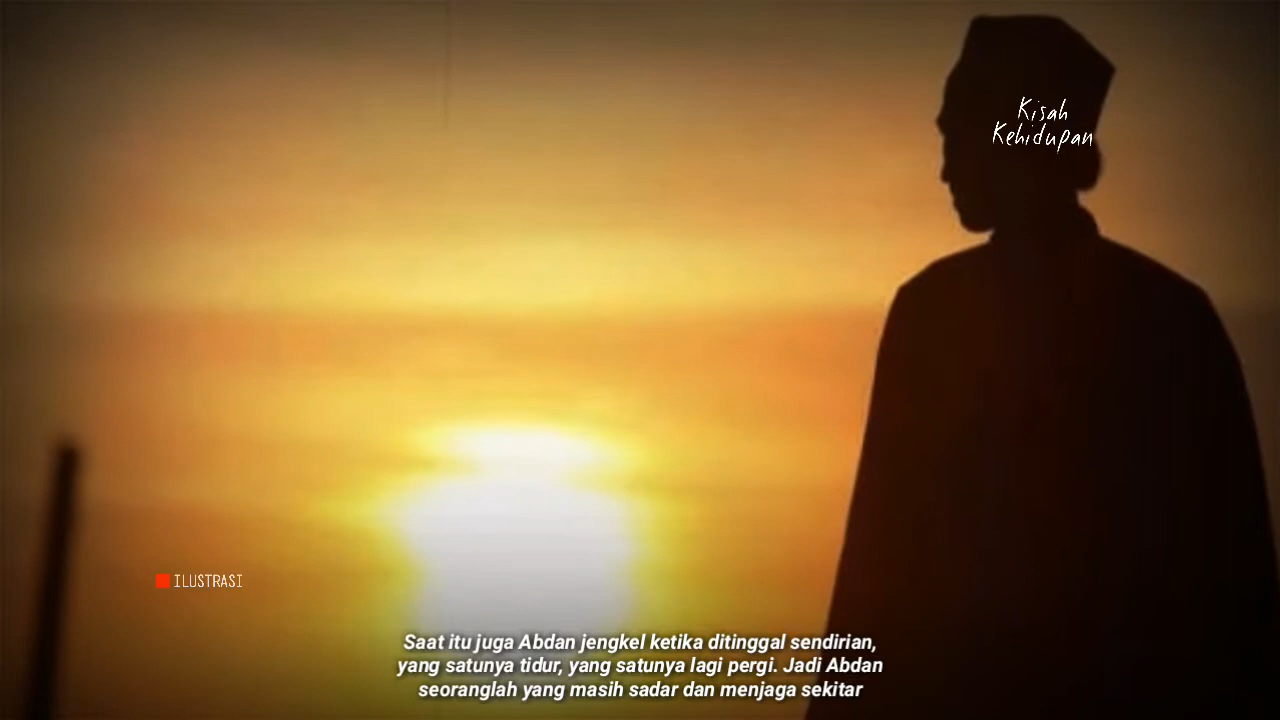 Kisah
Kehidupan
ILUSTRASI
Saat itu juga Abdan jengkel ketika ditinggal sendirian,
yang satunya tidur, yang satunya lagi pergi. Jadi Abdan
seoranglah yang masih sadar dan menjaga sekitar